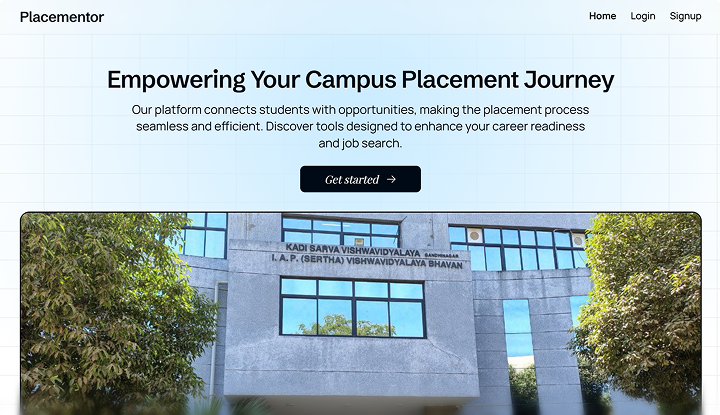 Placementor
Home Login Signup
Empowering Your Campus Placement Journey
Our platform connects students with opportunities, making the placement process
seamless and efficient. Discover tools designed to enhance your career readiness
and job search.
Get started →
KADI SARVA VISHWAVIDYALAYA GANDHINAGAR
I. A. P. (SERTHA) VISHWAVIDYALAYA BHAVAN